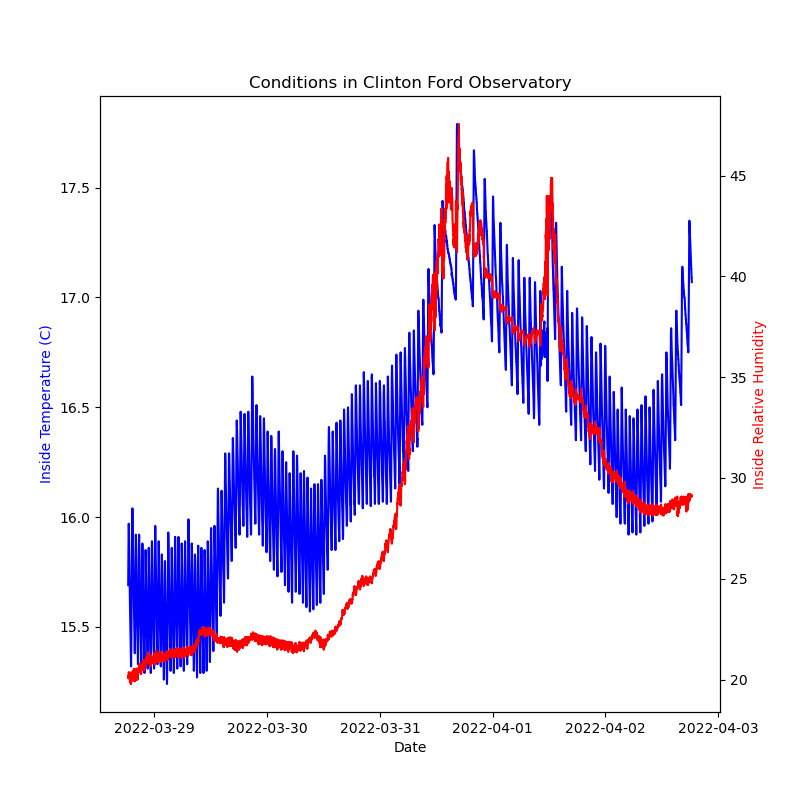 Conditions in Clinton Ford Observatory
Inside Temperature (C)
17.5
17.0
16.5
16.0
15.5
45
40
35
30
25
20
Inside Relative Humidity
2022-03-29 2022-03-30 2022-03-31 2022-04-01 2022-04-02 2022-04-03
Date